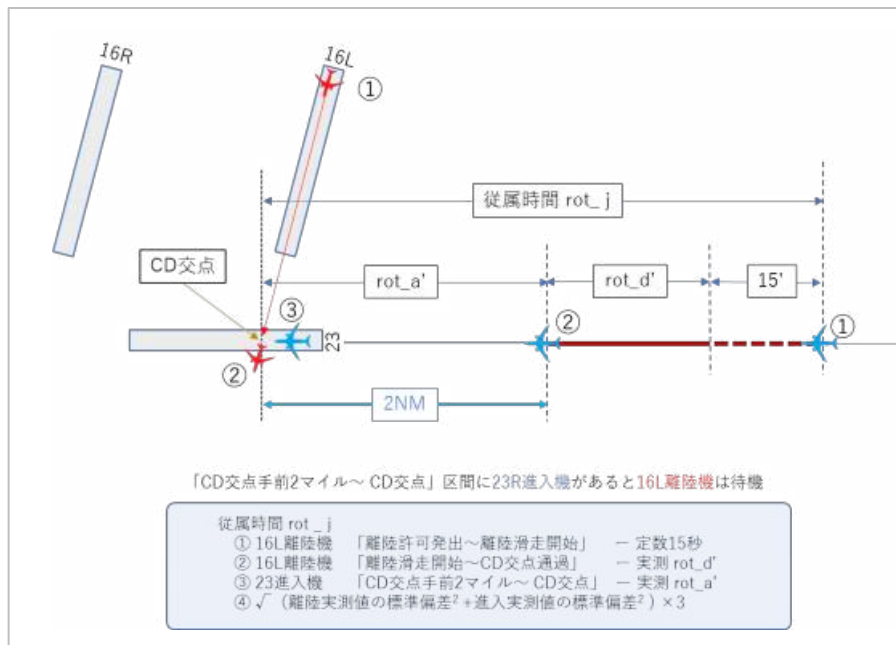 16R
16L
①
従属時間 rot_ j
CD交点
rot_a’
rot_d’
15’
③
②
①
23
②
2NM
「CD交点手前2マイル～ CD交点」区間に23R進入機があると16L離陸機は待機
従属時間 rot _ j
① 16L離陸機 「離陸許可発出～離陸滑走開始」 ー 定数15秒
② 16L離陸機 「離陸滑走開始～CD交点通過」 ー 実測 rot_d’
③ 23進入機 「CD交点手前2マイル～ CD交点」 ー 実測 rot_a’
④ √ （離陸実測値の標準偏差² +進入実測値の標準偏差² ）×3